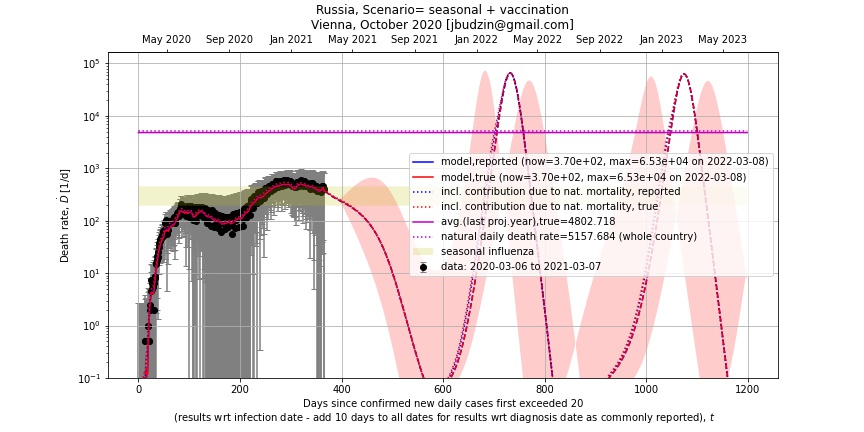 Russia, Scenario= seasonal + vaccination
Vienna, October 2020 [jbudzin@gmail.com]
May 2020 Sep 2020 Jan 2021 May 2021 Sep 2021 Jan 2022 May 2022 Sep 2022 Jan 2023 May 2023
10⁵
10⁴
10³
10²
10¹
10⁰
10⁻¹
Death rate, D [1/d]
model,reported (now=3.70e+02, max=6.53e+04 on 2022-03-08)
model,true (now=3.70e+02, max=6.53e+04 on 2022-03-08)
incl. contribution due to nat. mortality, reported
incl. contribution due to nat. mortality, true
avg.(last proj.year),true=4802.718
natural daily death rate=5157.684 (whole country)
seasonal influenza
data: 2020-03-06 to 2021-03-07
0 200 400 600 800 1000 1200
Days since confirmed new daily cases first exceeded 20
(results wrt infection date - add 10 days to all dates for results wrt diagnosis date as commonly reported), t